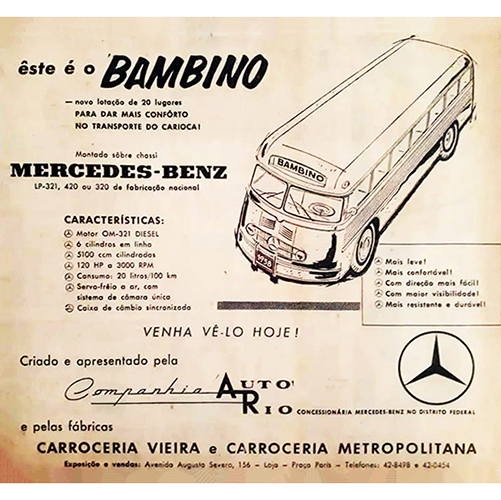 êste é o BAMBINO
— novo lotação de 20 lugares
PARA DAR MAIS CONFÔRTO
NO TRANSPORTE DO CARIOCA!
Montado sôbre chassi
MERCEDES-BENZ
LP-321, 420 ou 320 de fabricação nacional
CARACTERÍSTICAS:
Motor OM-321 DIESEL
6 cilindros em linha
5100 ccm cilindrados
120 HP a 3000 RPM
Consumo: 20 litros/100 km
Servo-freio a ar, com
sistema de câmara única
Caixa de câmbio sincronizada
BAMBINO
1958
Mais leve!
Mais confortável!
Com direção mais fácil!
Com maior visibilidade!
Mais resistente e durável!
VENHA VÊ-LO HOJE!
Criado e apresentado pela
Companhia AUTO RIO
CONCESSIONÁRIA MERCEDES-BENZ NO DISTRITO FEDERAL
e pelas fábricas
CARROCERIA VIEIRA e CARROCERIA METROPOLITANA
Exposição e vendas: Avenida Augusto Severo, 156 — Loja — Praça Paris — Telefones: 42-8498 e 42-0454